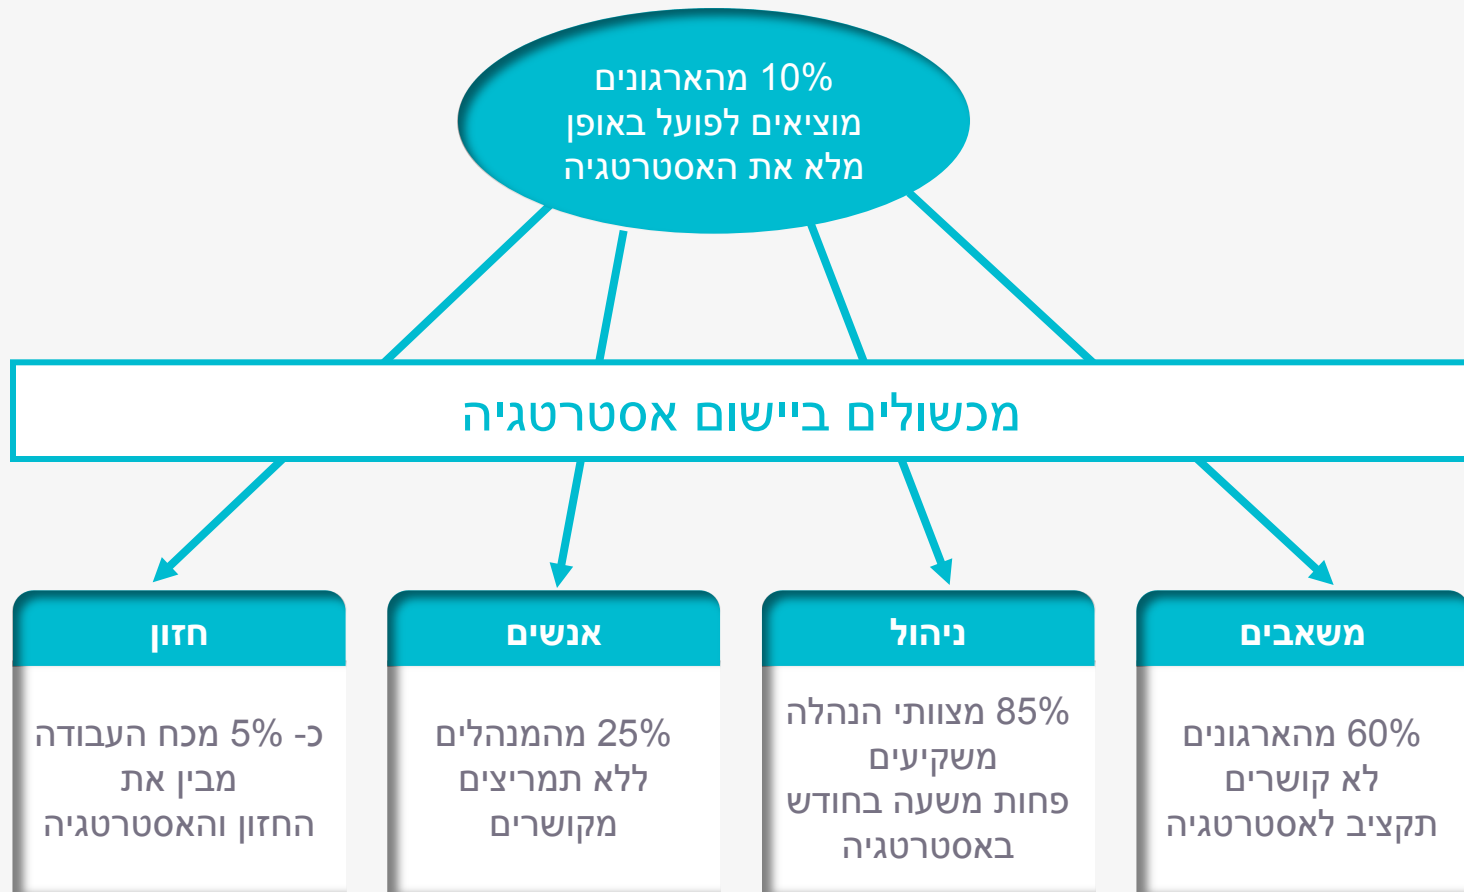 10% מהארגונים
מוציאים לפועל באופן
מלא את האסטרטגיה
מכשולים ביישום אסטרטגיה
משאבים
60% מהארגונים
לא קושרים
תקציב לאסטרטגיה
ניהול
85% מצוותי הנהלה
משקיעים
פחות משעה בחודש
באסטרטגיה
אנשים
25% מהמנהלים
ללא תמריצים
מקושרים
חזון
כ- 5% מכח העבודה
מבין את
החזון והאסטרטגיה